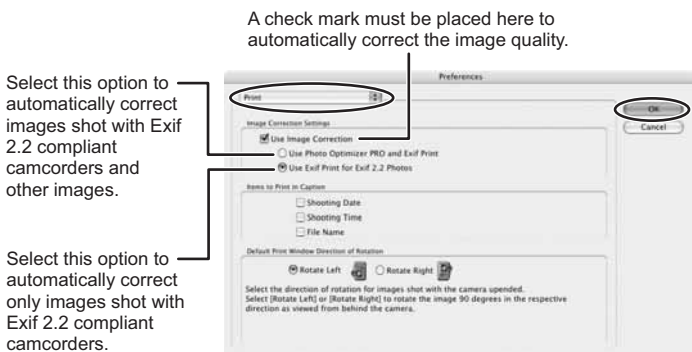 A check mark must be placed here to
automatically correct the image quality.
Select this option to
automatically correct
images shot with Exif
2.2 compliant
camcorders and
other images.
Select this option to
automatically correct
only images shot with
Exif 2.2 compliant
camcorders.
Preferences
Print
OK
Cancel
Image Correction Settings
Use Image Correction
Use Photo Optimizer PRO and Exif Print
Use Exif Print for Exif 2.2 Photos
Items to Print in Caption
Shooting Date
Shooting Time
File Name
Default Print Window Direction of Rotation
Rotate Left Rotate Right
Select the direction of rotation for images shot with the camera upended.
Select [Rotate Left] or [Rotate Right] to rotate the image 90 degrees in the respective
direction as viewed from behind the camera.